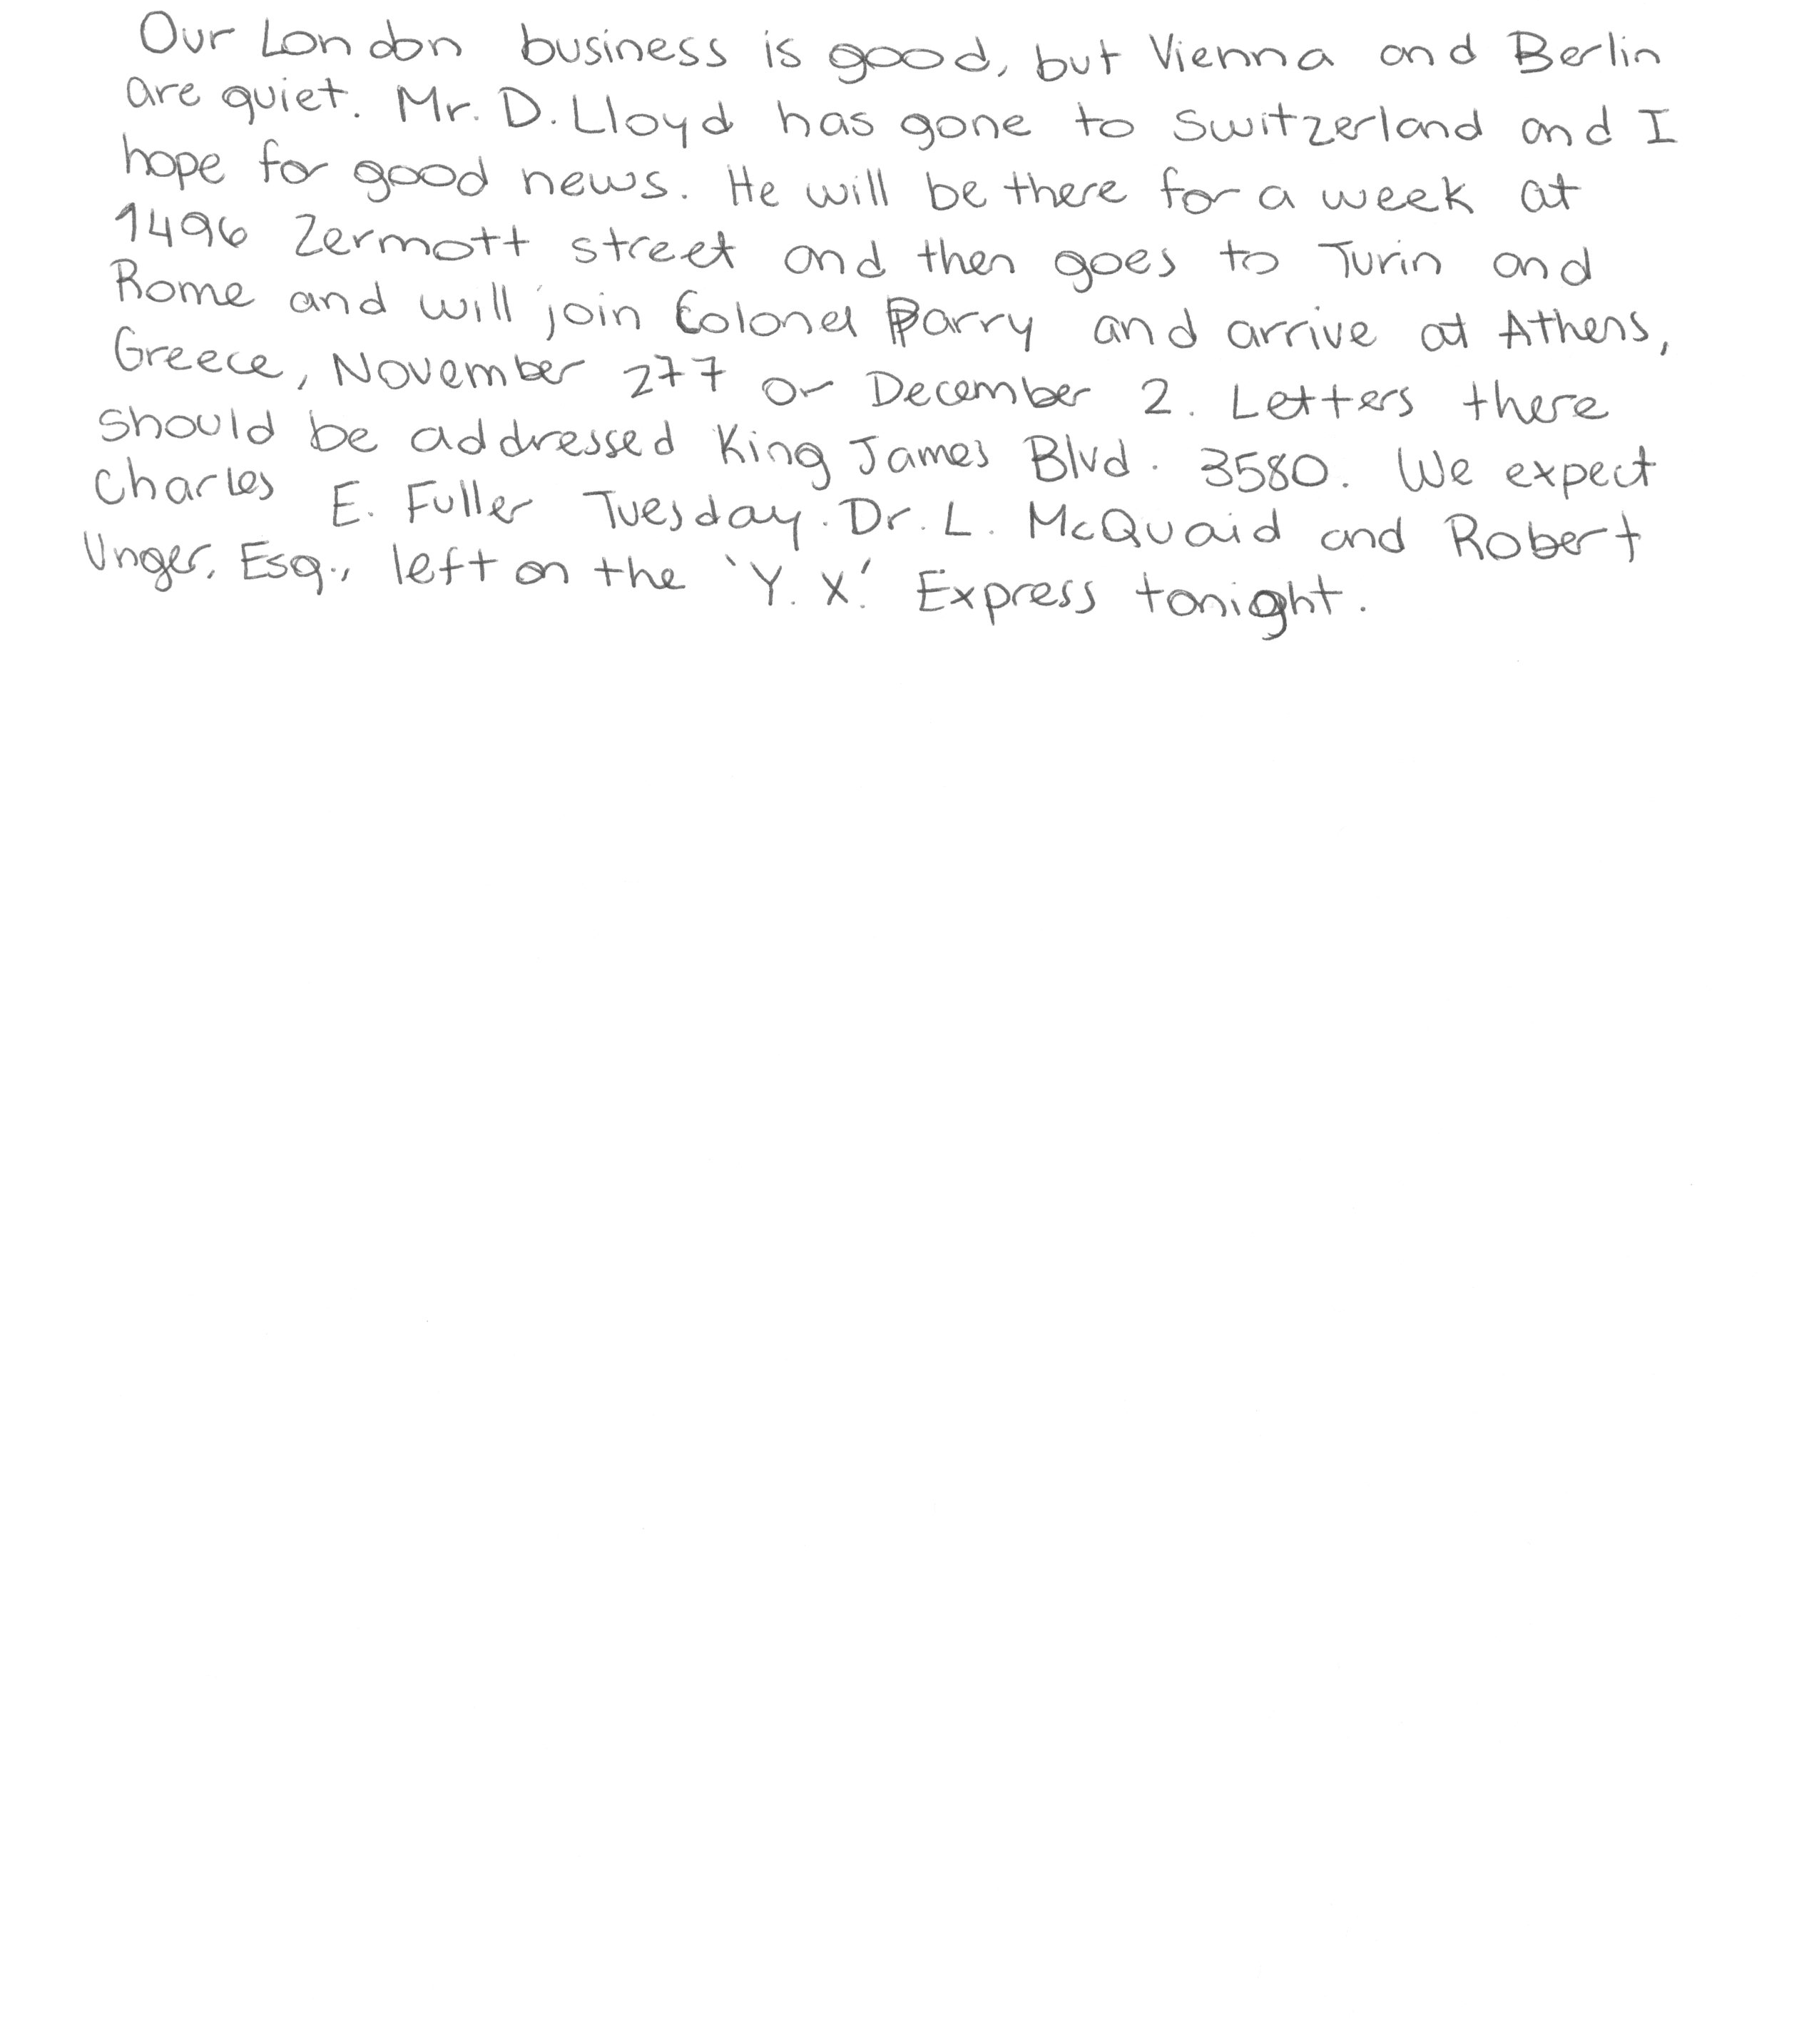 Our London business is good, but Vienna and Berlin
are quiet. Mr. D. Lloyd has gone to Switzerland and I
hope for good news. He will be there for a week at
1496 Zermott street and then goes to Turin and
Rome and will join Colonel Parry and arrive at Athens,
Greece, November 277 or December 2. Letters there
should be addressed King James Blvd. 3580. We expect
Charles E. Fuller Tuesday. Dr. L. McQuaid and Robert
Unger, Esq., left on the 'Y. X.' Express tonight.